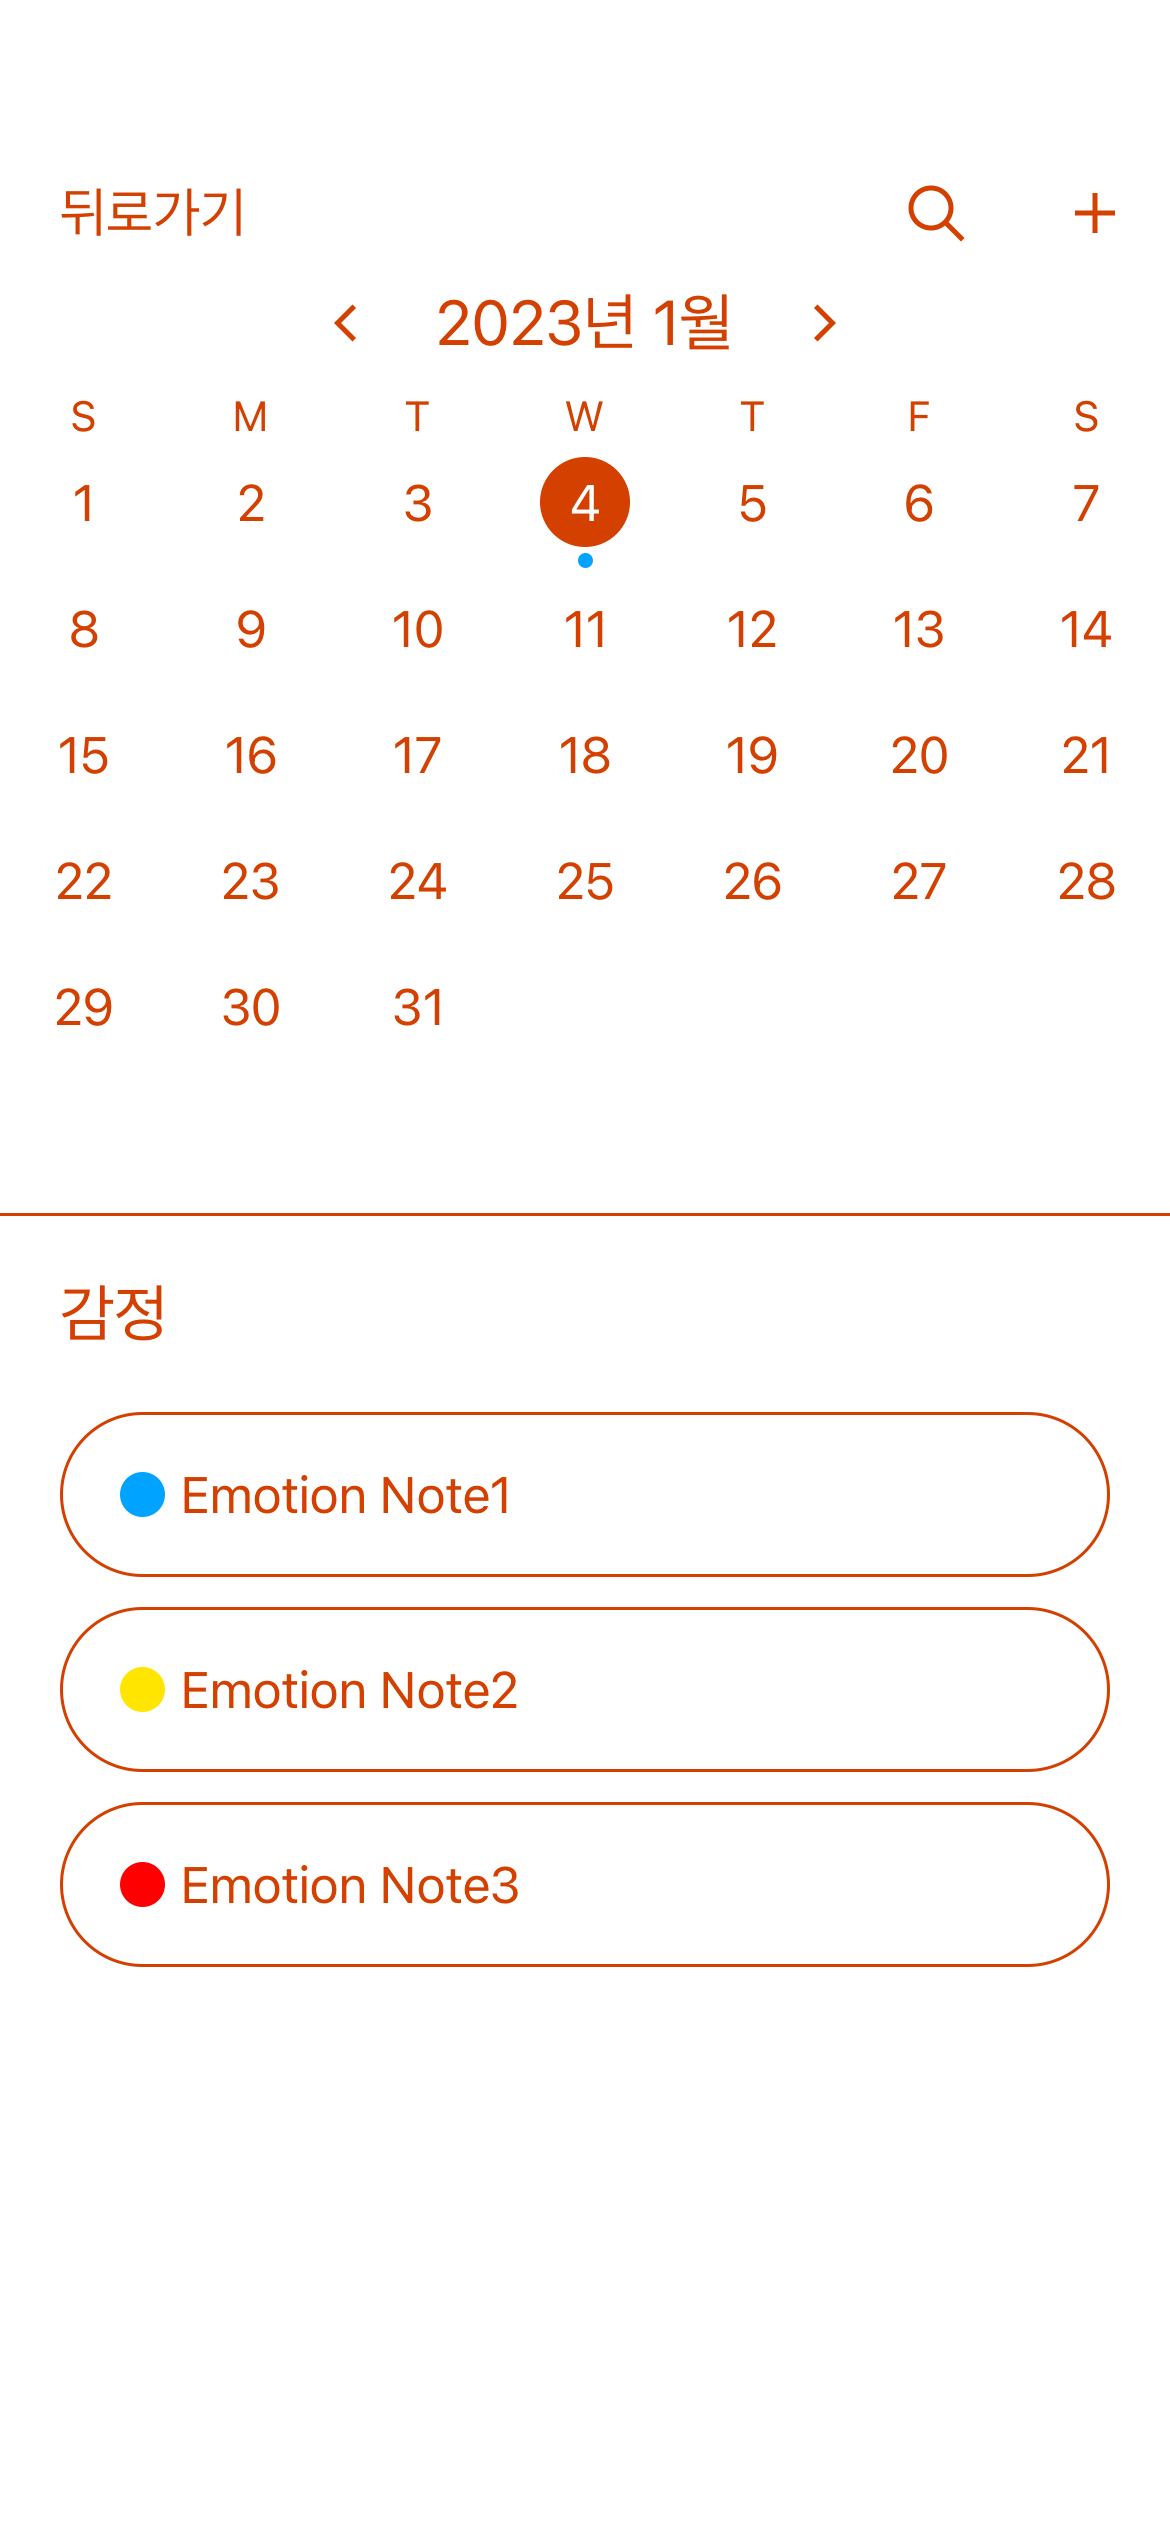 뒤로가기
2023년 1월
S M T W T F S
1 2 3 4 5 6 7
8 9 10 11 12 13 14
15 16 17 18 19 20 21
22 23 24 25 26 27 28
29 30 31
감정
Emotion Note1
Emotion Note2
Emotion Note3